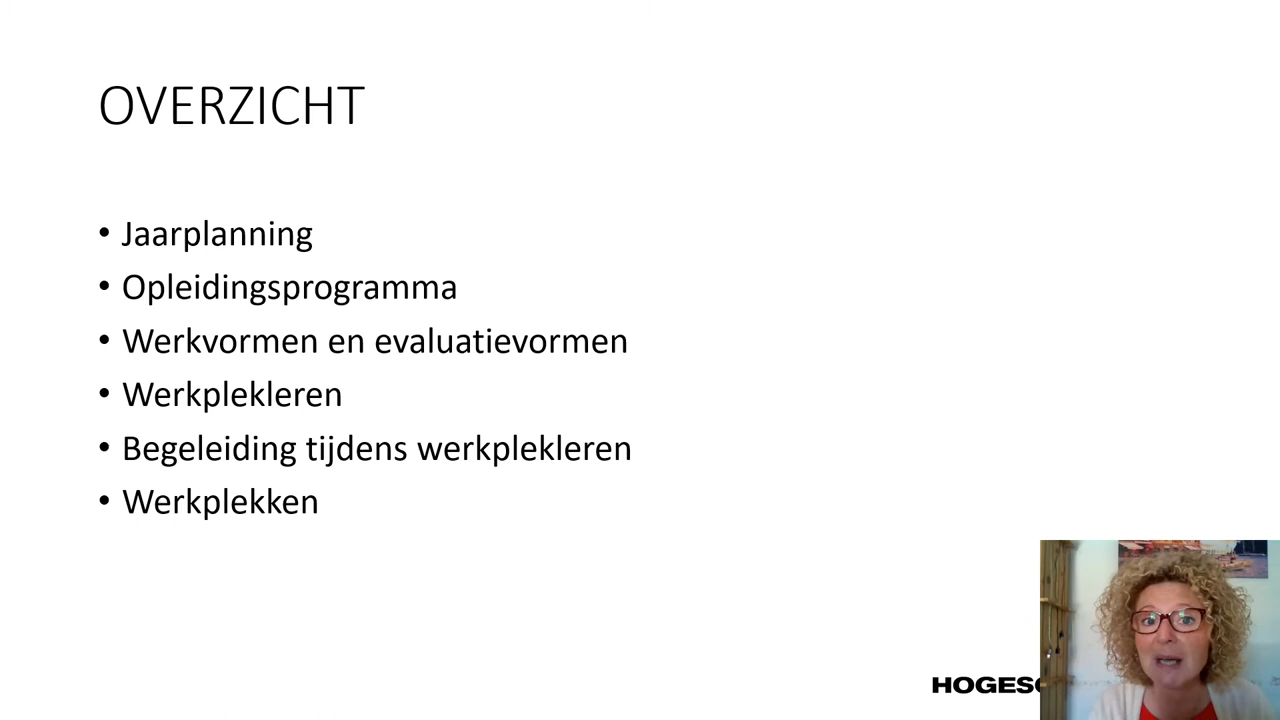 OVERZICHT
• Jaarplanning
• Opleidingsprogramma
• Werkvormen en evaluatievormen
• Werkplekleren
• Begeleiding tijdens werkplekleren
• Werkplekken